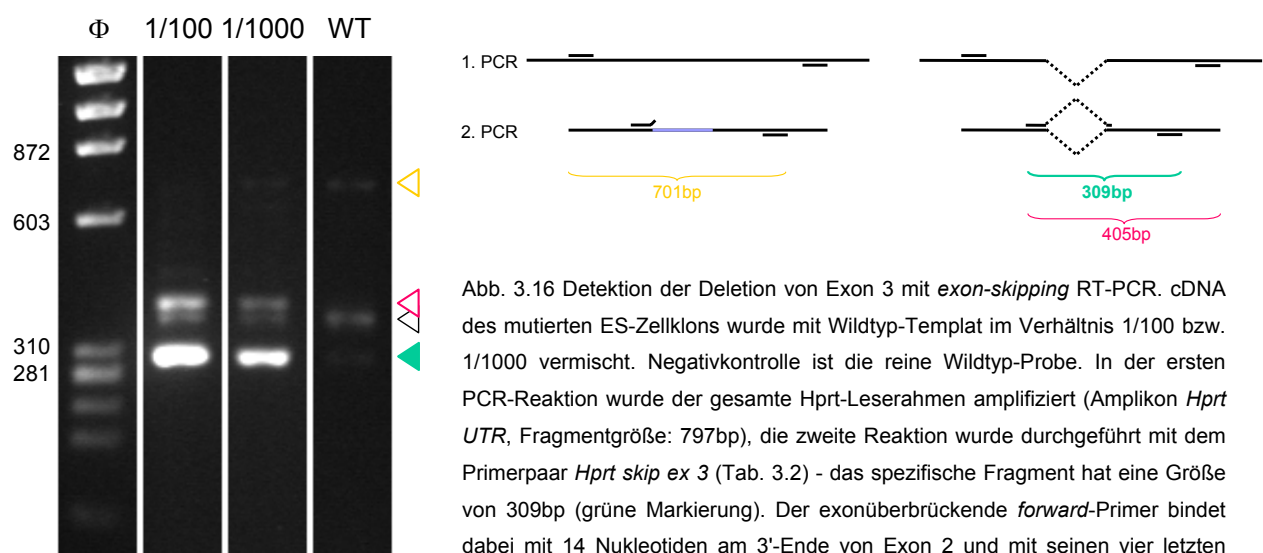 Φ 1/100 1/1000 WT
872
603
310
281
1. PCR
2. PCR
701bp
309bp
405bp
Abb. 3.16 Detektion der Deletion von Exon 3 mit exon-skipping RT-PCR. cDNA
des mutierten ES-Zellklons wurde mit Wildtyp-Templat im Verhältnis 1/100 bzw.
1/1000 vermischt. Negativkontrolle ist die reine Wildtyp-Probe. In der ersten
PCR-Reaktion wurde der gesamte Hprt-Leserahmen amplifiziert (Amplikon Hprt
UTR, Fragmentgröße: 797bp), die zweite Reaktion wurde durchgeführt mit dem
Primerpaar Hprt skip ex 3 (Tab. 3.2) - das spezifische Fragment hat eine Größe
von 309bp (grüne Markierung). Der exonüberbrückende forward-Primer bindet
dabei mit 14 Nukleotiden am 3'-Ende von Exon 2 und mit seinen vier letzten